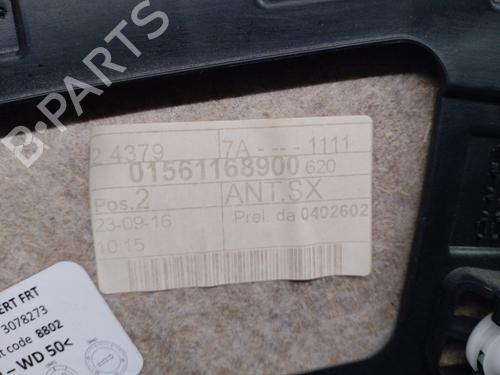 B-PARTS
2 4379
7A - -- - 1111
01561168900 620
Pos.2
ANT.SX
23-09-16
Prel. da 0402602
10:15
ERT FRT
3078273
t code 8802
– WD 50<